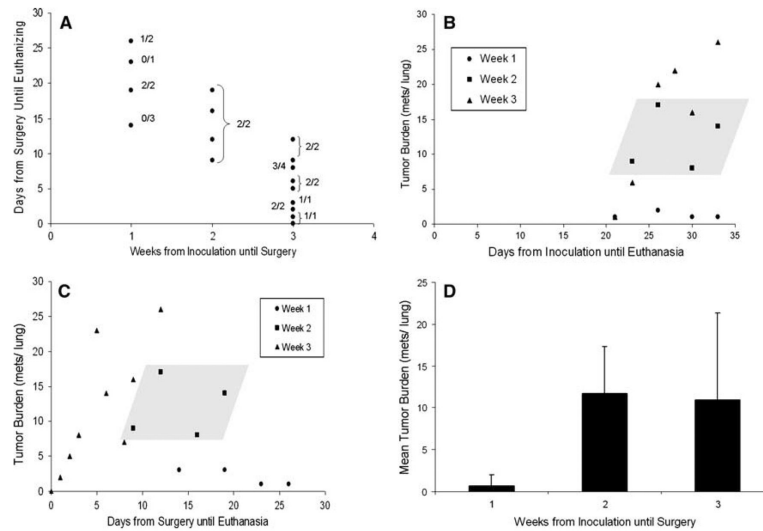 A
Days from Surgery Until Euthanizing
30
25
20
15
10
5
0
0 1 2 3 4
1/2
0/1
2/2
0/3
2/2
2/2
3/4
2/2
1/1
2/2
1/1
Weeks from Inoculation until Surgery
B
Tumor Burden (mets/ lung)
30
25
20
15
10
5
0
0 5 10 15 20 25 30 35
Week 1
Week 2
Week 3
Days from Inoculation until Euthanasia
C
Tumor Burden (mets/ lung)
30
25
20
15
10
5
0
0 5 10 15 20 25 30
Week 1
Week 2
Week 3
Days from Surgery until Euthanasia
D
Mean Tumor Burden (mets/ lung)
25
20
15
10
5
0
1 2 3
Weeks from Inoculation until Surgery